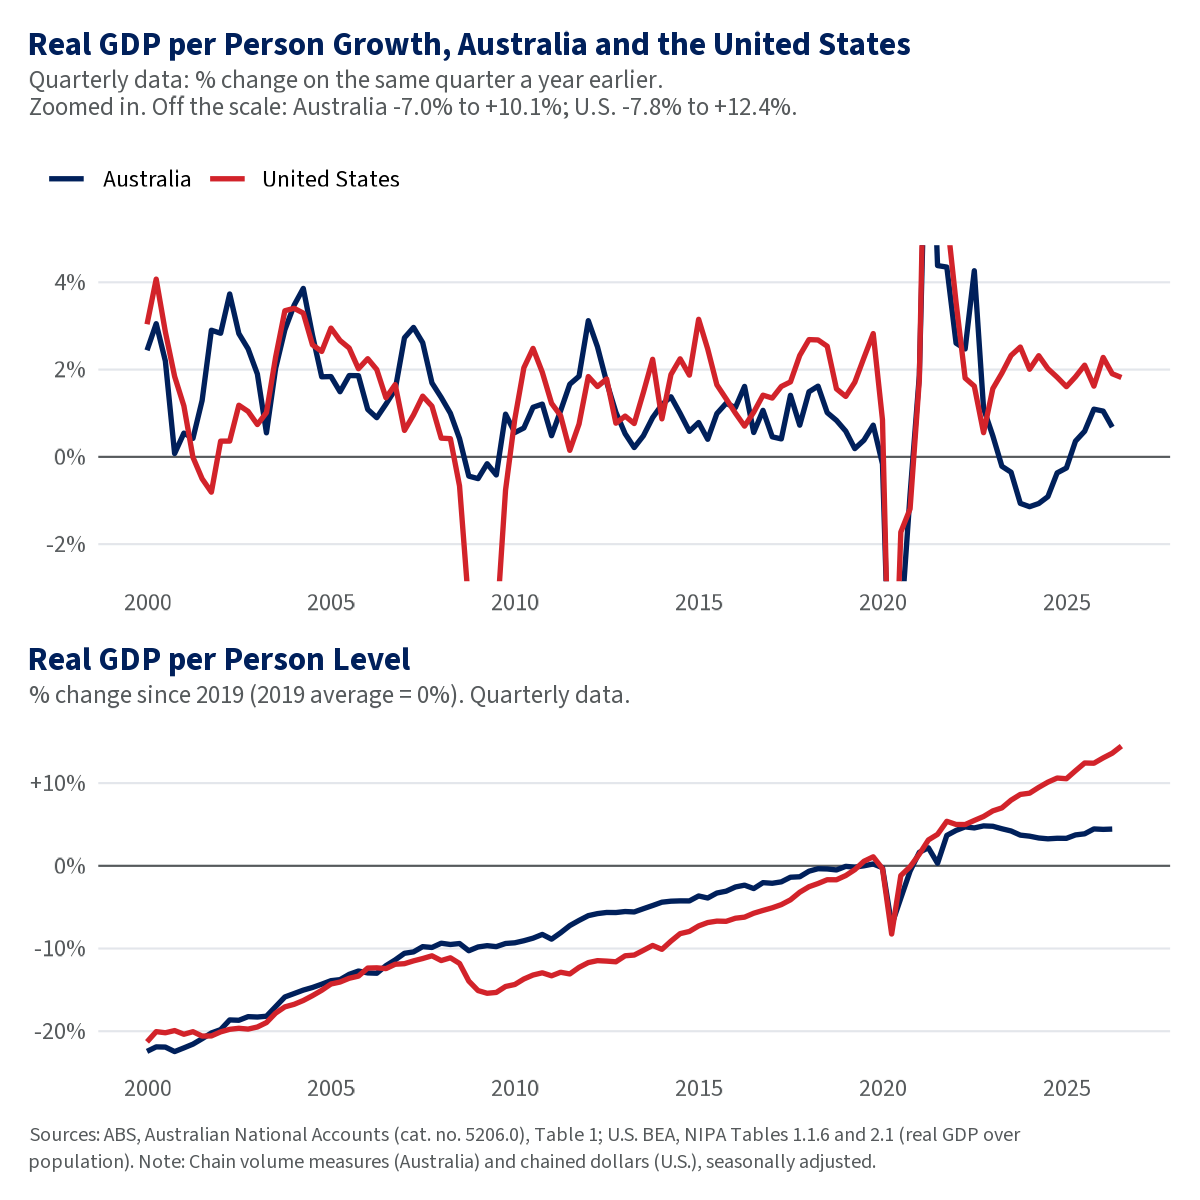 Real GDP per Person Growth, Australia and the United States
Quarterly data: % change on the same quarter a year earlier.
Zoomed in. Off the scale: Australia -7.0% to +10.1%; U.S. -7.8% to +12.4%.
Australia United States
4%
2%
0%
-2%
2000 2005 2010 2015 2020 2025
Real GDP per Person Level
% change since 2019 (2019 average = 0%). Quarterly data.
+10%
0%
-10%
-20%
2000 2005 2010 2015 2020 2025
Sources: ABS, Australian National Accounts (cat. no. 5206.0), Table 1; U.S. BEA, NIPA Tables 1.1.6 and 2.1 (real GDP over
population). Note: Chain volume measures (Australia) and chained dollars (U.S.), seasonally adjusted.